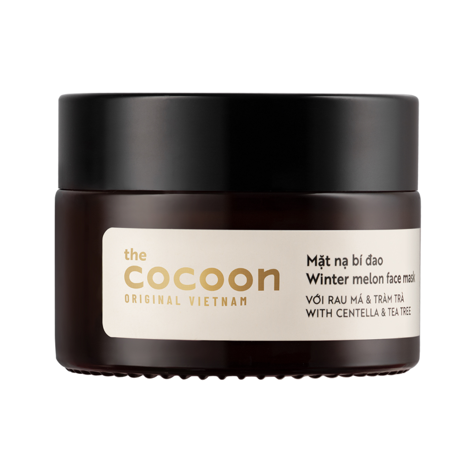 the
cocoon
ORIGINAL VIETNAM
Mặt nạ bí đao
Winter melon face mask
VỚI RAU MÁ & TRÀM TRÀ
WITH CENTELLA & TEA TREE